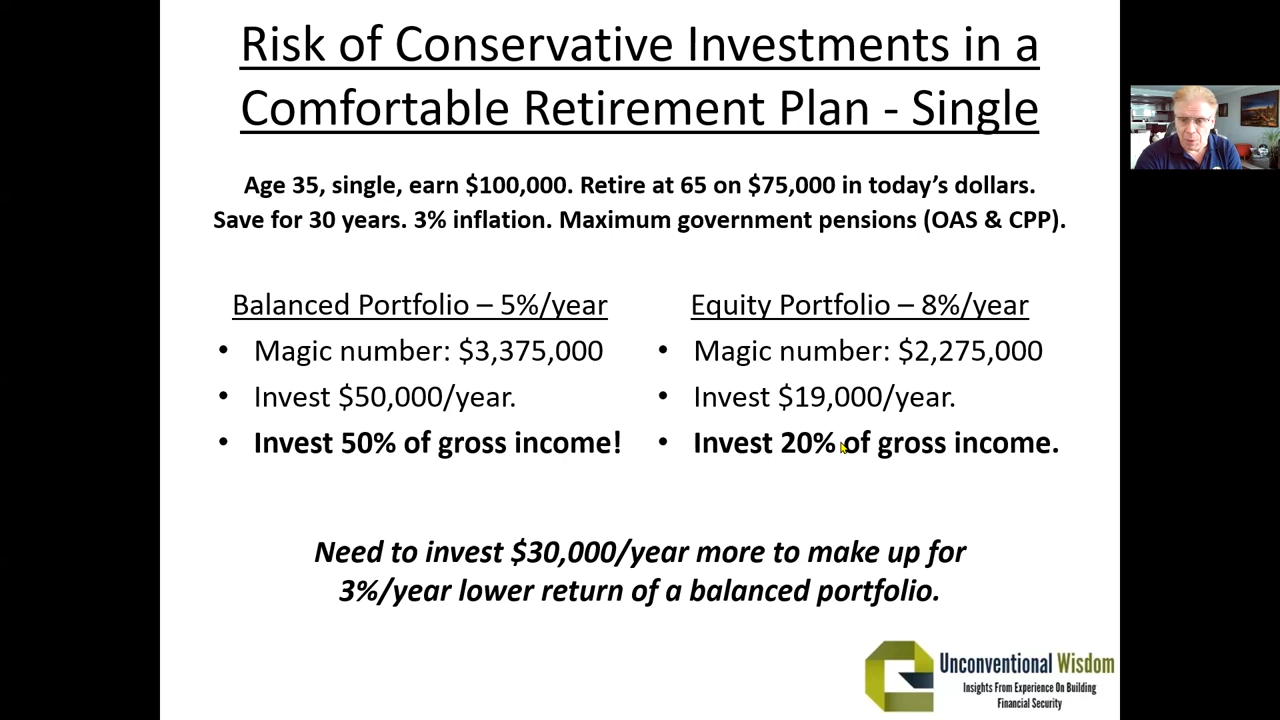 Risk of Conservative Investments in a
Comfortable Retirement Plan - Single
Age 35, single, earn $100,000. Retire at 65 on $75,000 in today’s dollars.
Save for 30 years. 3% inflation. Maximum government pensions (OAS & CPP).
Balanced Portfolio – 5%/year
• Magic number: $3,375,000
• Invest $50,000/year.
• Invest 50% of gross income!
Equity Portfolio – 8%/year
• Magic number: $2,275,000
• Invest $19,000/year.
• Invest 20% of gross income.
Need to invest $30,000/year more to make up for
3%/year lower return of a balanced portfolio.
Unconventional Wisdom
Insights From Experience On Building
Financial Security